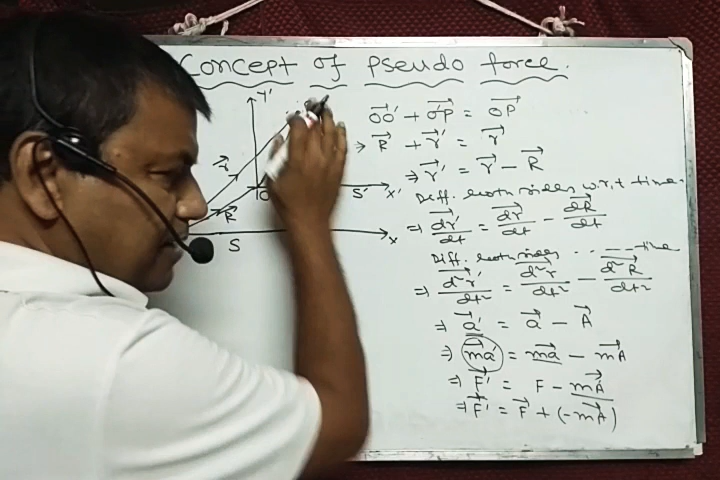 Concept of Pseudo force.
Y'
OO⃗' + O'P⃗ = OP⃗
⇒ R⃗ + r⃗' = r⃗
⇒ r⃗' = r⃗ - R⃗
r⃗
R⃗
O'
S'
X'
Diff. both sides w.r.t time.
⇒ dr⃗'/dt = dr⃗/dt - dR⃗/dt
S
X
Diff. both sides .. ---- time
⇒ d²r⃗'/dt² = d²r⃗/dt² - d²R⃗/dt²
⇒ a⃗' = a⃗ - A⃗
⇒ ma⃗' = ma⃗ - mA⃗
⇒ F⃗' = F - mA⃗
⇒ F⃗' = F⃗ + (-mA⃗)